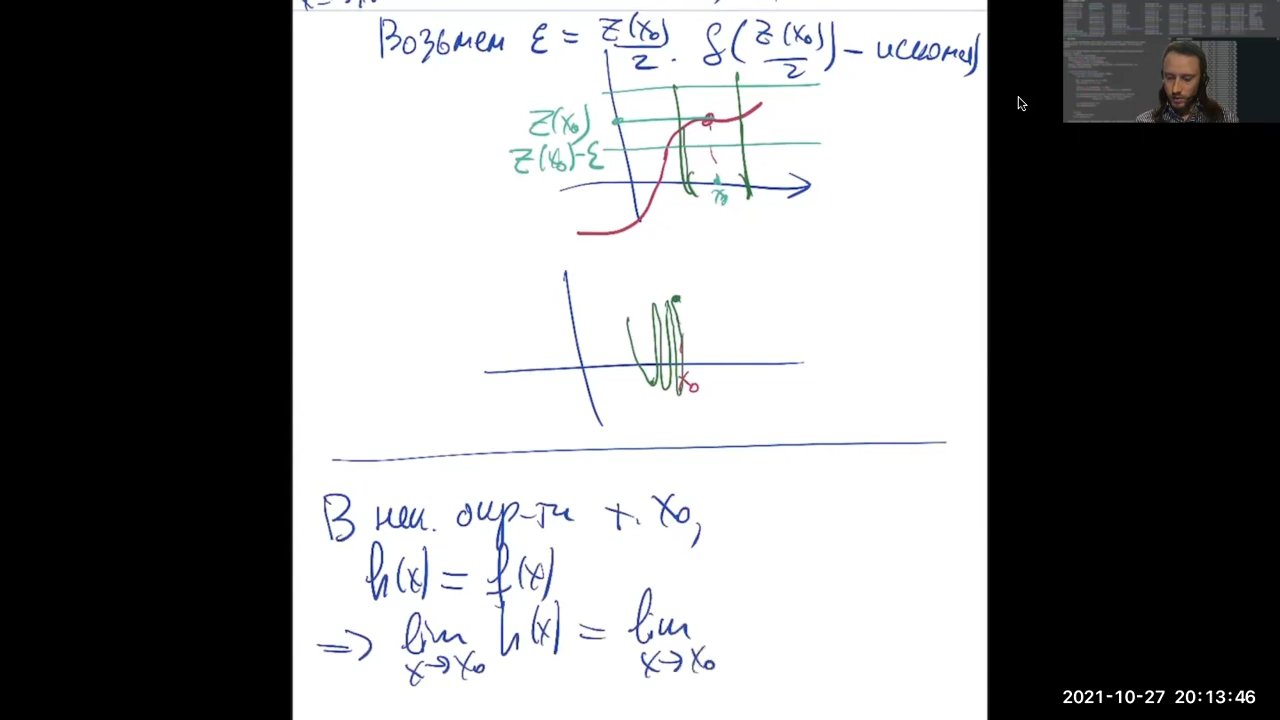 Возьмем ε = z(x₀)/2. δ(z(x₀)/2) – искомая
z(x₀)
z(x₀)-ε
x₀
x₀
В нек. окр-ти т. x₀,
h(x) = f(x)
=> lim x→x₀ h(x) = lim x→x₀
2021-10-27 20:13:46